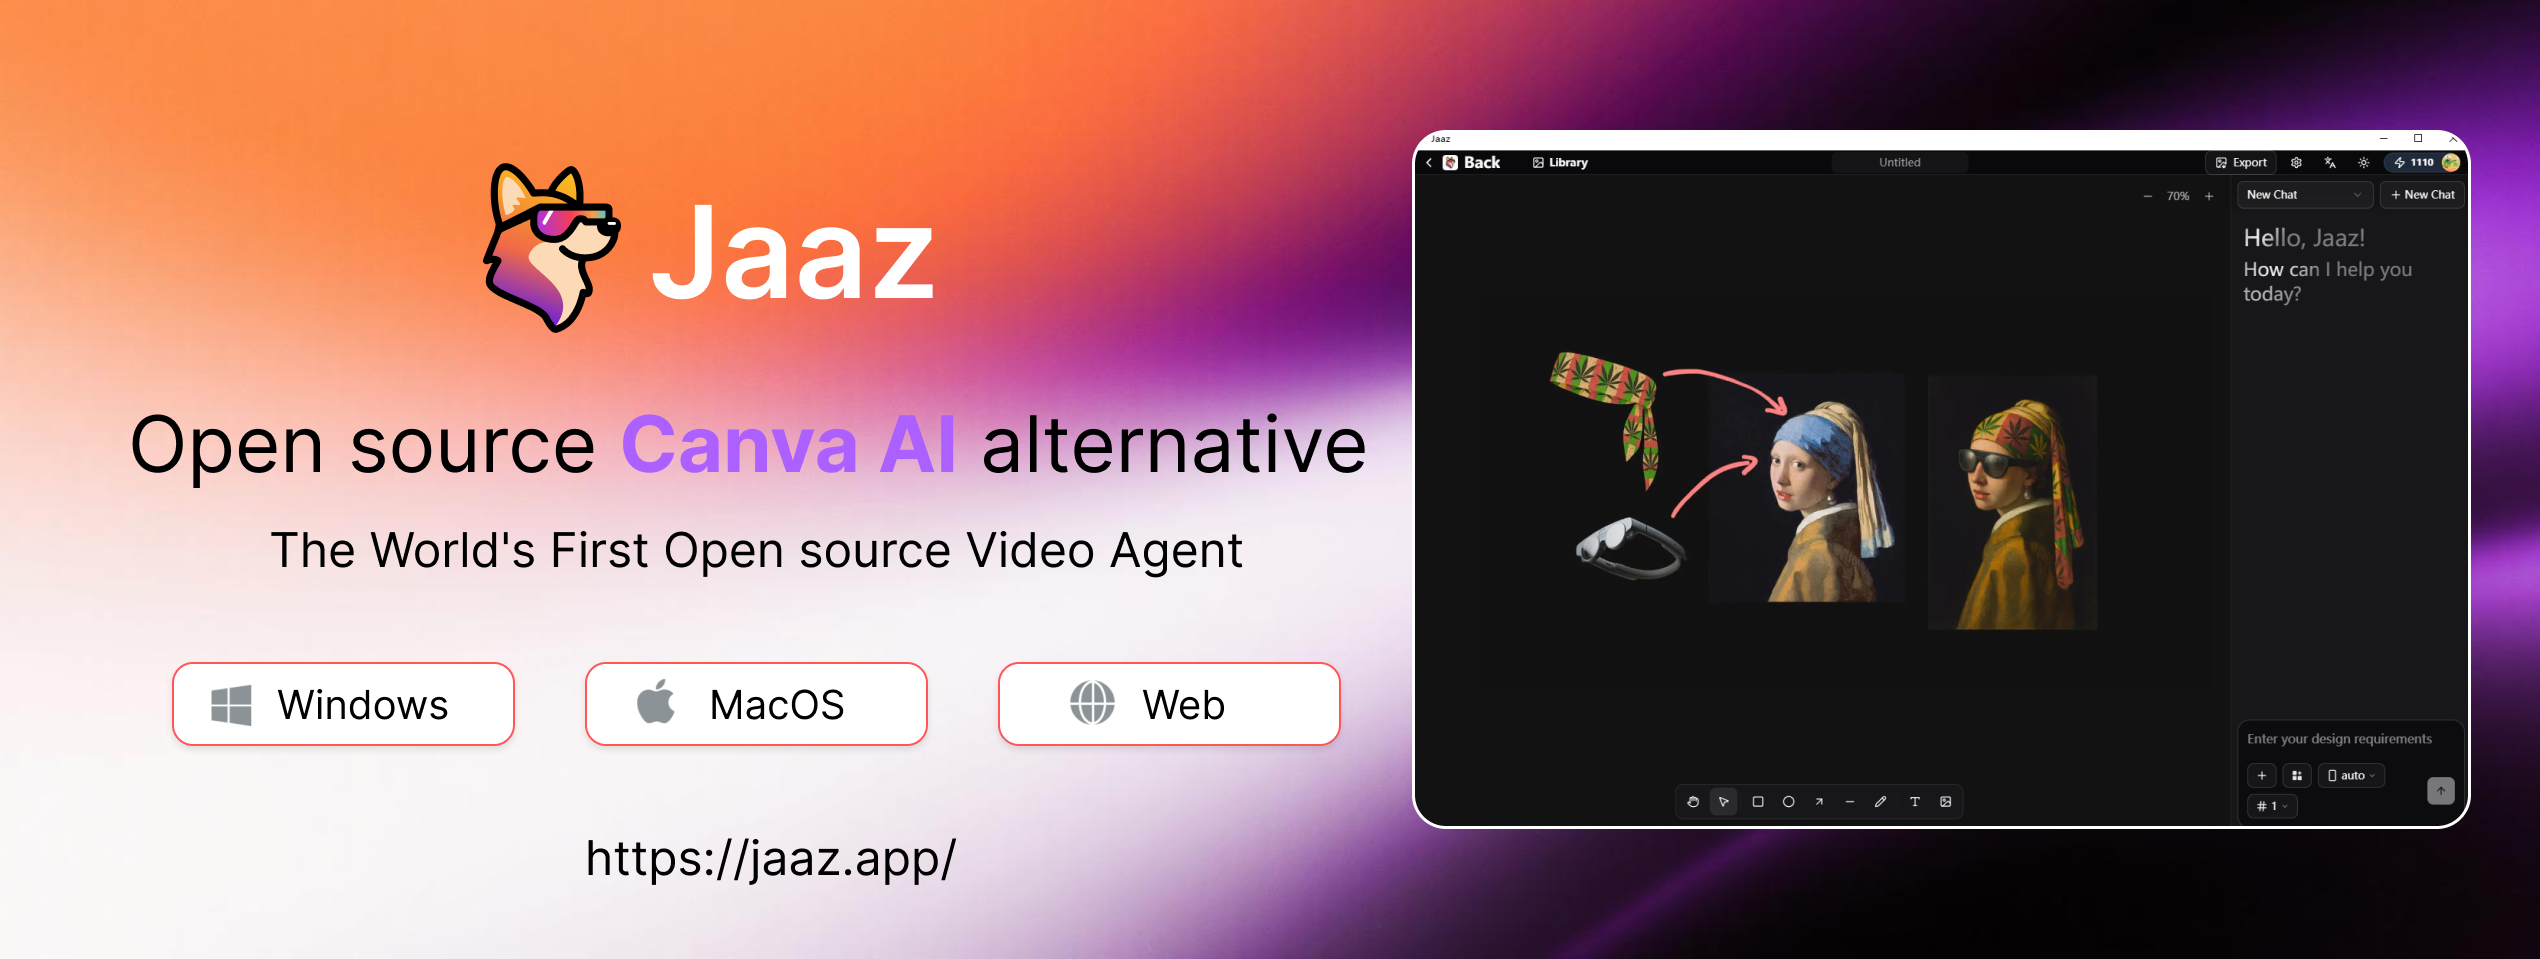 Jaaz
Open source Canva AI alternative
The World's First Open source Video Agent
Windows
MacOS
Web
https://jaaz.app/
Jaaz
Back
Library
Untitled
Export
1110
70%
New Chat
+ New Chat
Hello, Jaaz!
How can I help you
today?
Enter your design requirements
auto
# 1